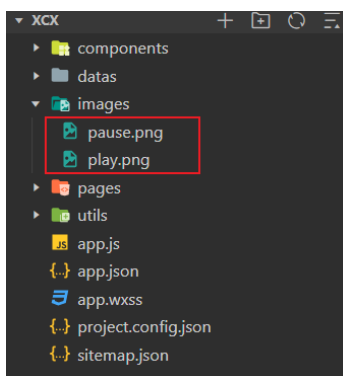 XCX
components
datas
images
pause.png
play.png
pages
utils
JS app.js
{..} app.json
app.wxss
{..} project.config.json
{..} sitemap.json